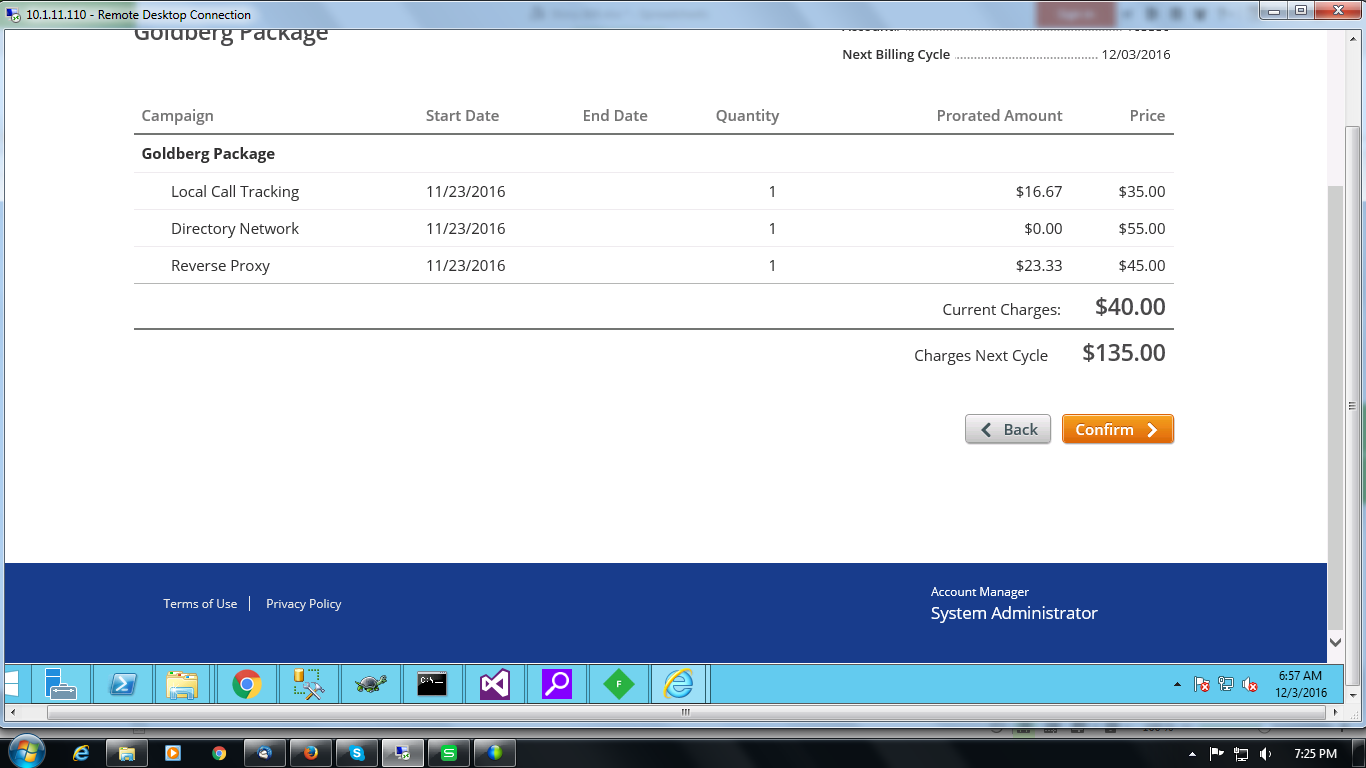 10.1.11.110 - Remote Desktop Connection
Goldberg Package
Next Billing Cycle 12/03/2016
Campaign Start Date End Date Quantity Prorated Amount Price
Goldberg Package
Local Call Tracking 11/23/2016 1 $16.67 $35.00
Directory Network 11/23/2016 1 $0.00 $55.00
Reverse Proxy 11/23/2016 1 $23.33 $45.00
Current Charges: $40.00
Charges Next Cycle $135.00
Back Confirm
Terms of Use Privacy Policy
Account Manager
System Administrator
6:57 AM
12/3/2016
7:25 PM